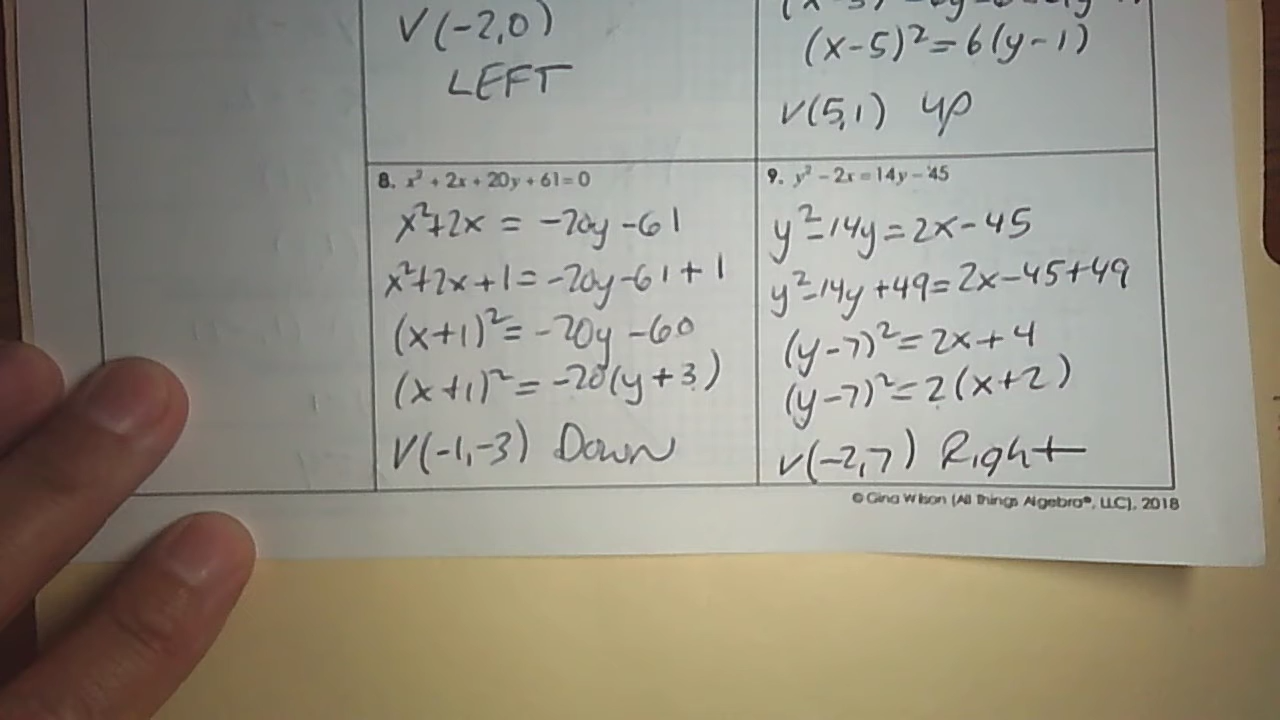 V(-2,0)
LEFT
(x-5)²=6(y-1)
V(5,1) up
8. x² + 2x + 20y + 61 = 0
x²+2x = -20y-61
x²+2x+1=-20y-61+1
(x+1)²=-20y-60
(x+1)²=-20(y+3)
V(-1,-3) Down
9. y² - 2x = 14y - 45
y²-14y=2x-45
y²-14y+49=2x-45+49
(y-7)²=2x+4
(y-7)²=2(x+2)
V(-2,7) Right
© Gina Wilson (All Things Algebra®, LLC), 2018